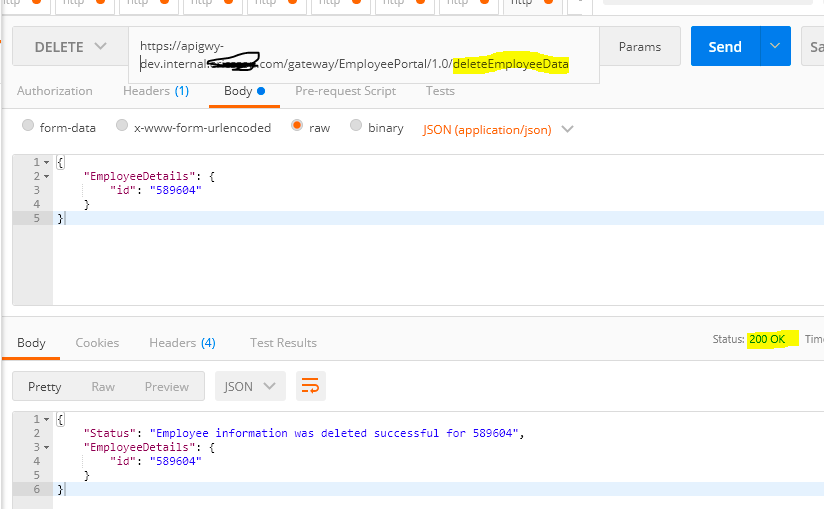 http http http http http http http http http
DELETE https://apigwy-
dev.internal. .com/gateway/EmployeePortal/1.0/deleteEmployeeData Params Send Sa
Authorization Headers (1) Body Pre-request Script Tests
form-data x-www-form-urlencoded raw binary JSON (application/json)
1 {
2 "EmployeeDetails": {
3 "id": "589604"
4 }
5 }
Body Cookies Headers (4) Test Results Status: 200 OK Time
Pretty Raw Preview JSON
1 {
2 "Status": "Employee information was deleted successful for 589604",
3 "EmployeeDetails": {
4 "id": "589604"
5 }
6 }